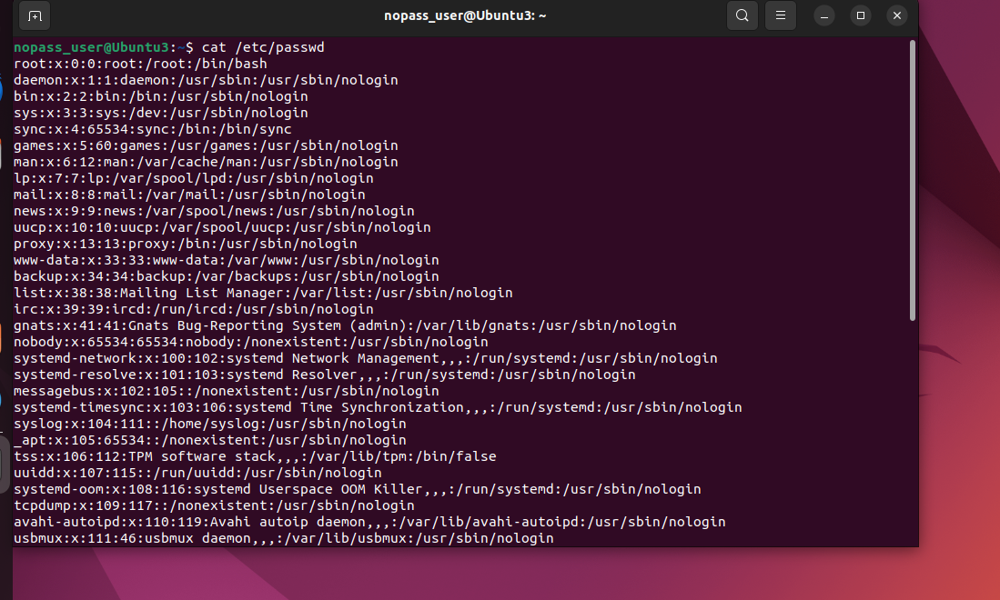 nopass_user@Ubuntu3: ~
nopass_user@Ubuntu3:~$ cat /etc/passwd
root:x:0:0:root:/root:/bin/bash
daemon:x:1:1:daemon:/usr/sbin:/usr/sbin/nologin
bin:x:2:2:bin:/bin:/usr/sbin/nologin
sys:x:3:3:sys:/dev:/usr/sbin/nologin
sync:x:4:65534:sync:/bin:/bin/sync
games:x:5:60:games:/usr/games:/usr/sbin/nologin
man:x:6:12:man:/var/cache/man:/usr/sbin/nologin
lp:x:7:7:lp:/var/spool/lpd:/usr/sbin/nologin
mail:x:8:8:mail:/var/mail:/usr/sbin/nologin
news:x:9:9:news:/var/spool/news:/usr/sbin/nologin
uucp:x:10:10:uucp:/var/spool/uucp:/usr/sbin/nologin
proxy:x:13:13:proxy:/bin:/usr/sbin/nologin
www-data:x:33:33:www-data:/var/www:/usr/sbin/nologin
backup:x:34:34:backup:/var/backups:/usr/sbin/nologin
list:x:38:38:Mailing List Manager:/var/list:/usr/sbin/nologin
irc:x:39:39:ircd:/run/ircd:/usr/sbin/nologin
gnats:x:41:41:Gnats Bug-Reporting System (admin):/var/lib/gnats:/usr/sbin/nologin
nobody:x:65534:65534:nobody:/nonexistent:/usr/sbin/nologin
systemd-network:x:100:102:systemd Network Management,,,:/run/systemd:/usr/sbin/nologin
systemd-resolve:x:101:103:systemd Resolver,,,:/run/systemd:/usr/sbin/nologin
messagebus:x:102:105::/nonexistent:/usr/sbin/nologin
systemd-timesync:x:103:106:systemd Time Synchronization,,,:/run/systemd:/usr/sbin/nologin
syslog:x:104:111::/home/syslog:/usr/sbin/nologin
_apt:x:105:65534::/nonexistent:/usr/sbin/nologin
tss:x:106:112:TPM software stack,,,:/var/lib/tpm:/bin/false
uuidd:x:107:115::/run/uuidd:/usr/sbin/nologin
systemd-oom:x:108:116:systemd Userspace OOM Killer,,,:/run/systemd:/usr/sbin/nologin
tcpdump:x:109:117::/nonexistent:/usr/sbin/nologin
avahi-autoipd:x:110:119:Avahi autoip daemon,,,:/var/lib/avahi-autoipd:/usr/sbin/nologin
usbmux:x:111:46:usbmux daemon,,,:/var/lib/usbmux:/usr/sbin/nologin